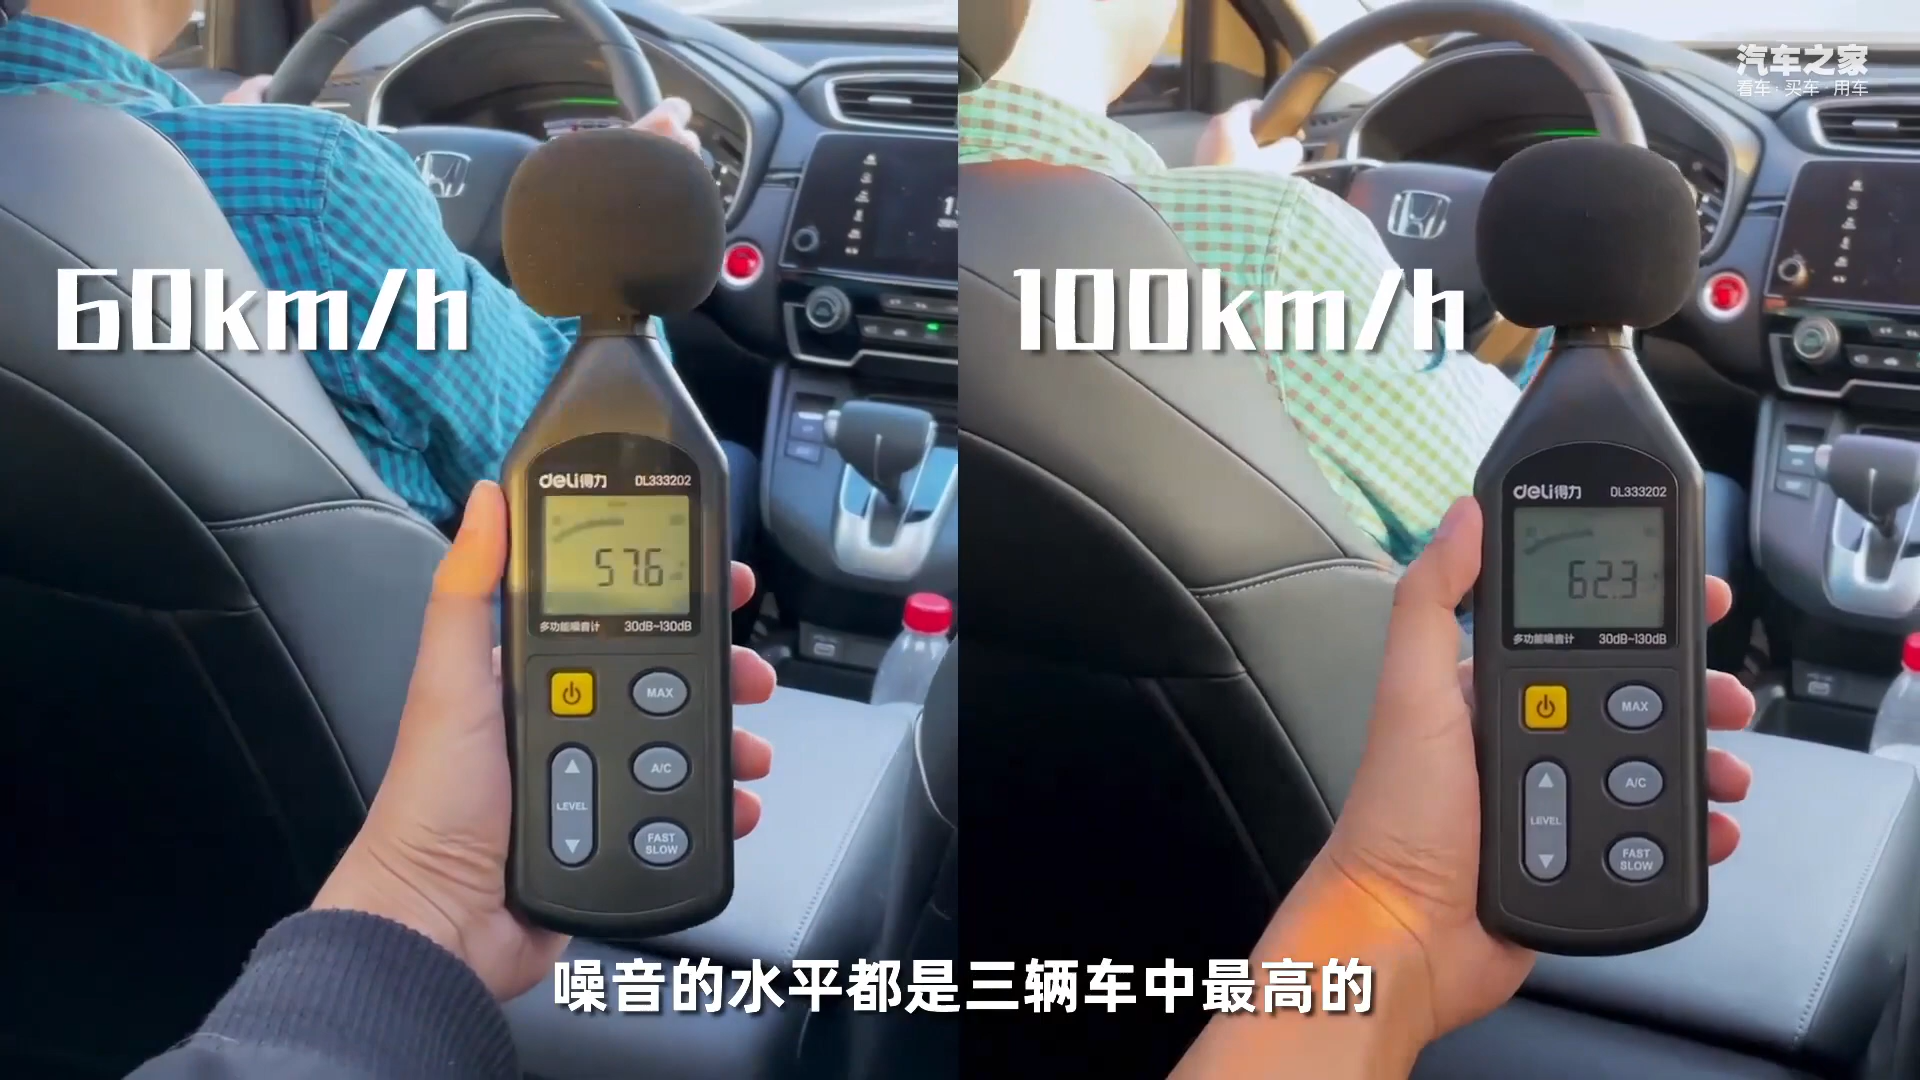 汽车之家
看车·买车·用车
60km/h
100km/h
deli得力 DL333202
57.6
多功能噪音计 30dB~130dB
MAX
A/C
LEVEL
FAST
SLOW
deli得力 DL333202
62.3
多功能噪音计 30dB~130dB
MAX
A/C
LEVEL
FAST
SLOW
噪音的水平都是三辆车中最高的